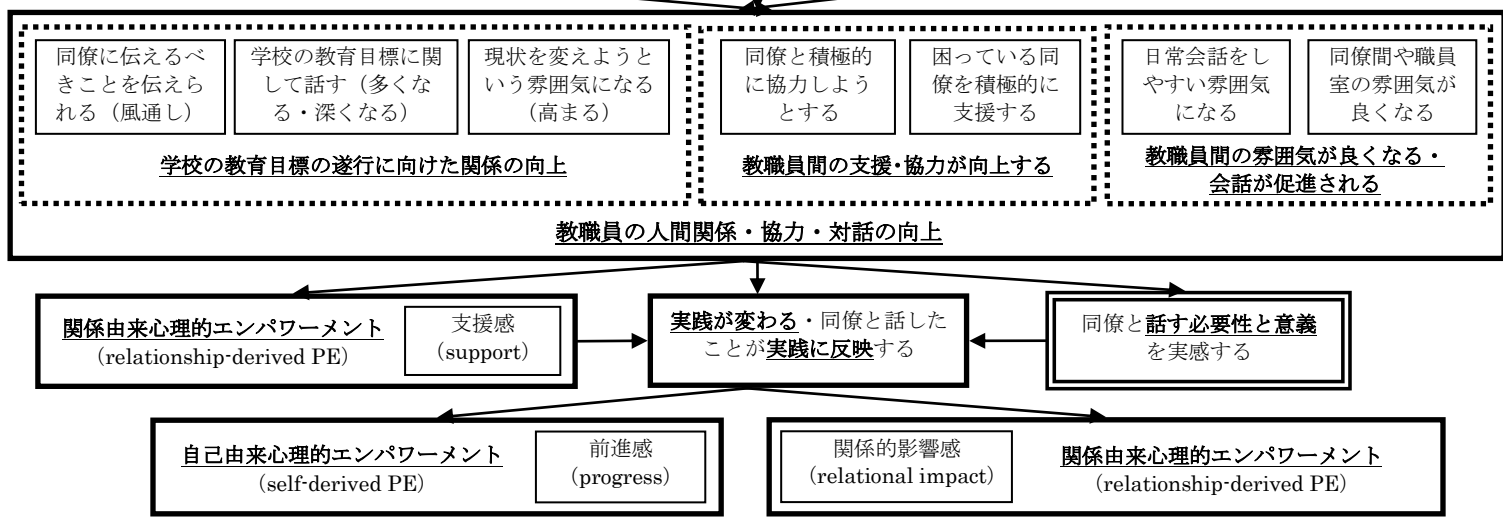 同僚に伝えるべ
きことを伝えら
れる（風通し）
学校の教育目標に関
して話す（多くな
る・深くなる）
現状を変えようと
いう雰囲気になる
（高まる）
学校の教育目標の遂行に向けた関係の向上
同僚と積極的
に協力しよう
とする
困っている同
僚を積極的に
支援する
教職員間の支援・協力が向上する
日常会話をし
やすい雰囲気
になる
同僚間や職員
室の雰囲気が
良くなる
教職員間の雰囲気が良くなる・
会話が促進される
教職員の人間関係・協力・対話の向上
関係由来心理的エンパワーメント
（relationship-derived PE）
支援感
（support）
実践が変わる・同僚と話した
ことが実践に反映する
同僚と話す必要性と意義
を実感する
自己由来心理的エンパワーメント
（self-derived PE）
前進感
（progress）
関係的影響感
（relational impact）
関係由来心理的エンパワーメント
（relationship-derived PE）